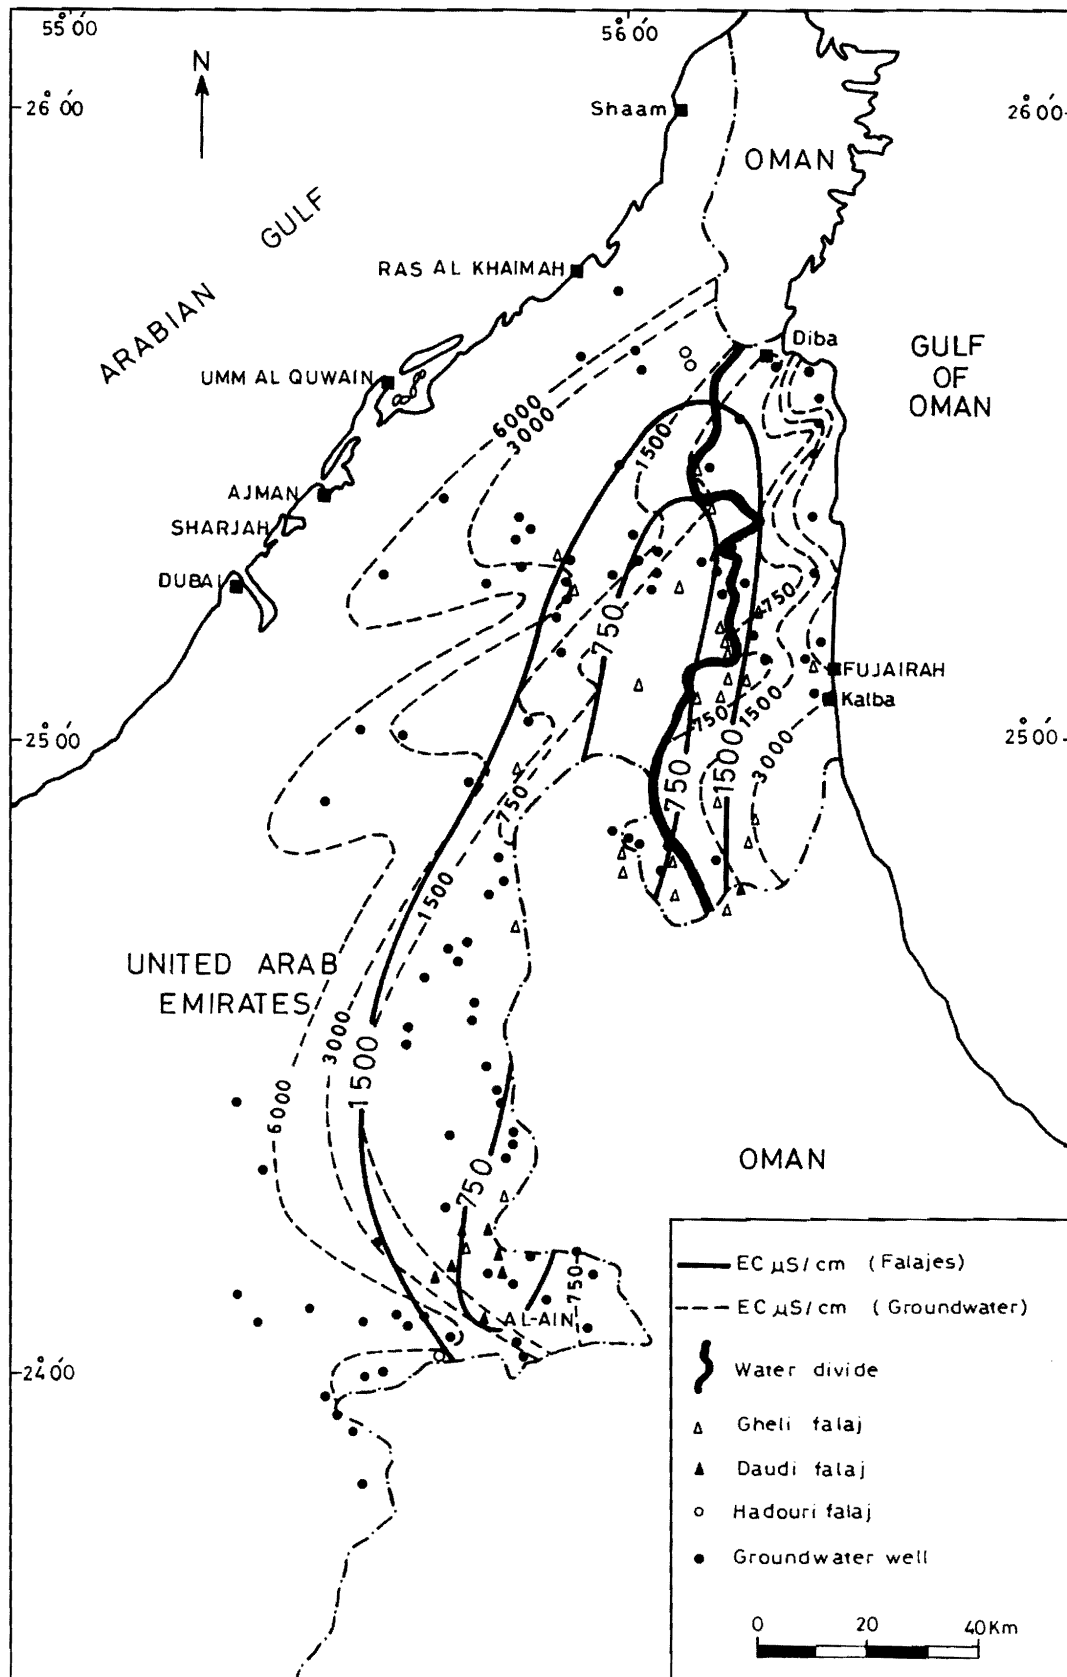 55°00'
56°00'
N
26°00'
Shaam
26°00'
OMAN
ARABIAN GULF
RAS AL KHAIMAH
Diba
GULF
OF
OMAN
UMM AL QUWAIN
6000
3000
1500
AJMAN
SHARJAH
DUBAI
750
750
FUJAIRAH
Kalba
750
1500
25°00'
25°00'
3000
750
1500
750
1500
UNITED ARAB
EMIRATES
3000
1500
6000
OMAN
750
750
AL-AIN
24°00'
EC µS/cm (Falajes)
EC µS/cm (Groundwater)
Water divide
Gheli falaj
Daudi falaj
Hadouri falaj
Groundwater well
0 20 40Km